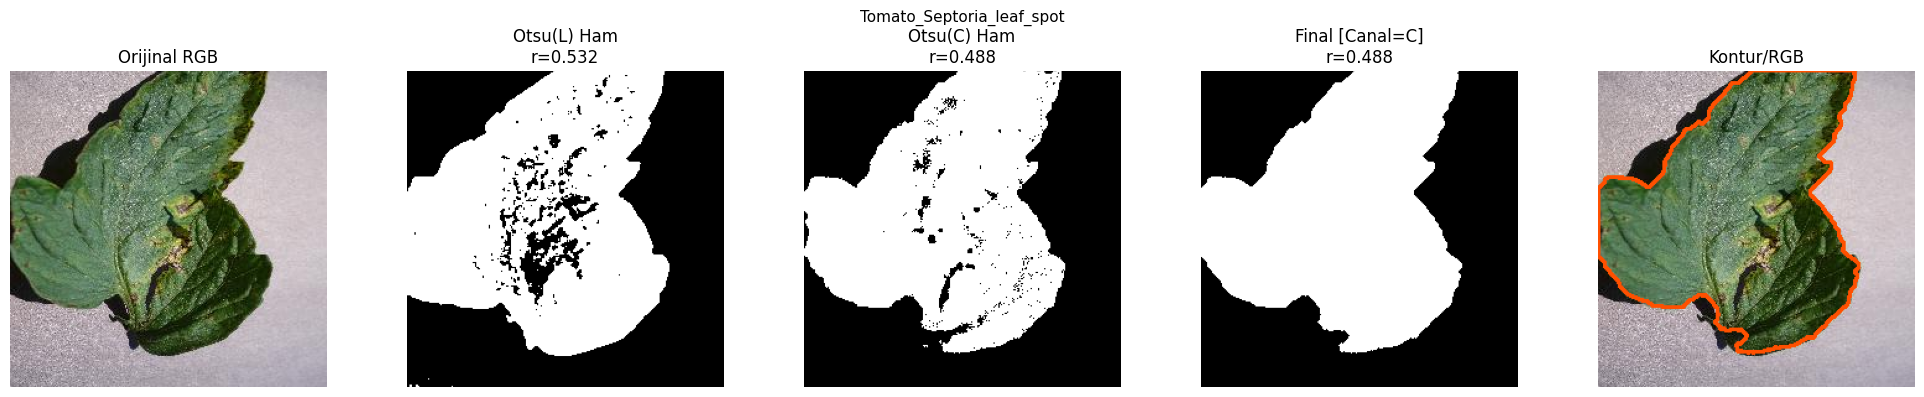 Tomato_Septoria_leaf_spot
Orijinal RGB
Otsu(L) Ham
r=0.532
Otsu(C) Ham
r=0.488
Final [Canal=C]
r=0.488
Kontur/RGB